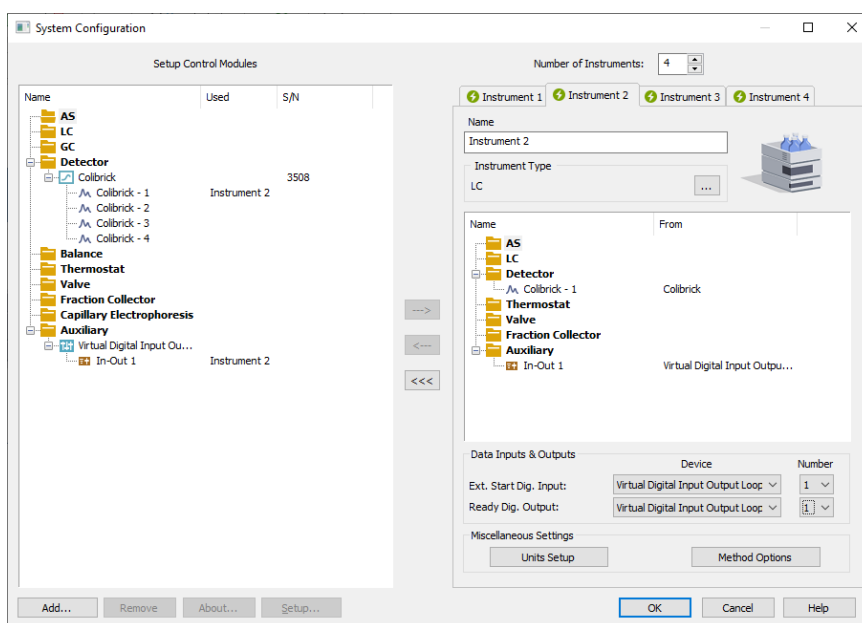 System Configuration
Setup Control Modules
Number of Instruments: 4
Name Used S/N
AS
LC
GC
Detector
Colibrick 3508
Colibrick - 1 Instrument 2
Colibrick - 2
Colibrick - 3
Colibrick - 4
Balance
Thermostat
Valve
Fraction Collector
Capillary Electrophoresis
Auxiliary
Virtual Digital Input Ou...
In-Out 1 Instrument 2
Add... Remove About... Setup...
--->
<---
<<<
Instrument 1 Instrument 2 Instrument 3 Instrument 4
Name
Instrument 2
Instrument Type
LC ...
Name From
AS
LC
Detector
Colibrick - 1 Colibrick
Thermostat
Valve
Fraction Collector
Auxiliary
In-Out 1 Virtual Digital Input Outpu...
Data Inputs & Outputs
Device Number
Ext. Start Dig. Input: Virtual Digital Input Output Loop 1
Ready Dig. Output: Virtual Digital Input Output Loop 1
Miscellaneous Settings
Units Setup Method Options
OK Cancel Help